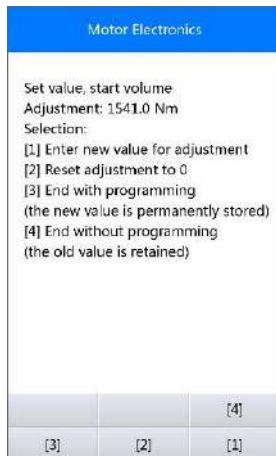 Motor Electronics
Set value, start volume
Adjustment: 1541.0 Nm
Selection:
[1] Enter new value for adjustment
[2] Reset adjustment to 0
[3] End with programming
(the new value is permanently stored)
[4] End without programming
(the old value is retained)
[4]
[3] [2] [1]